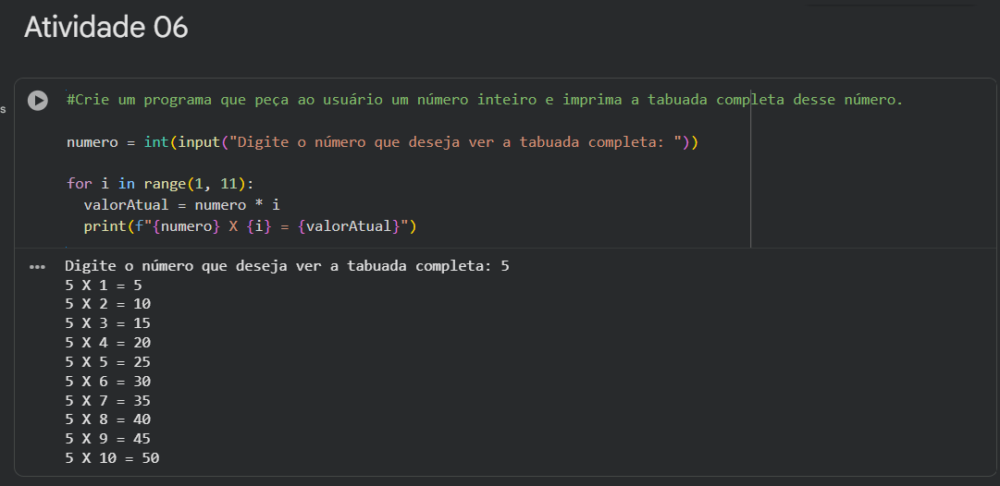 Atividade 06
s
#Crie um programa que peça ao usuário um número inteiro e imprima a tabuada completa desse número.
numero = int(input("Digite o número que deseja ver a tabuada completa: "))
for i in range(1, 11):
  valorAtual = numero * i
  print(f"{numero} X {i} = {valorAtual}")
Digite o número que deseja ver a tabuada completa: 5
5 X 1 = 5
5 X 2 = 10
5 X 3 = 15
5 X 4 = 20
5 X 5 = 25
5 X 6 = 30
5 X 7 = 35
5 X 8 = 40
5 X 9 = 45
5 X 10 = 50